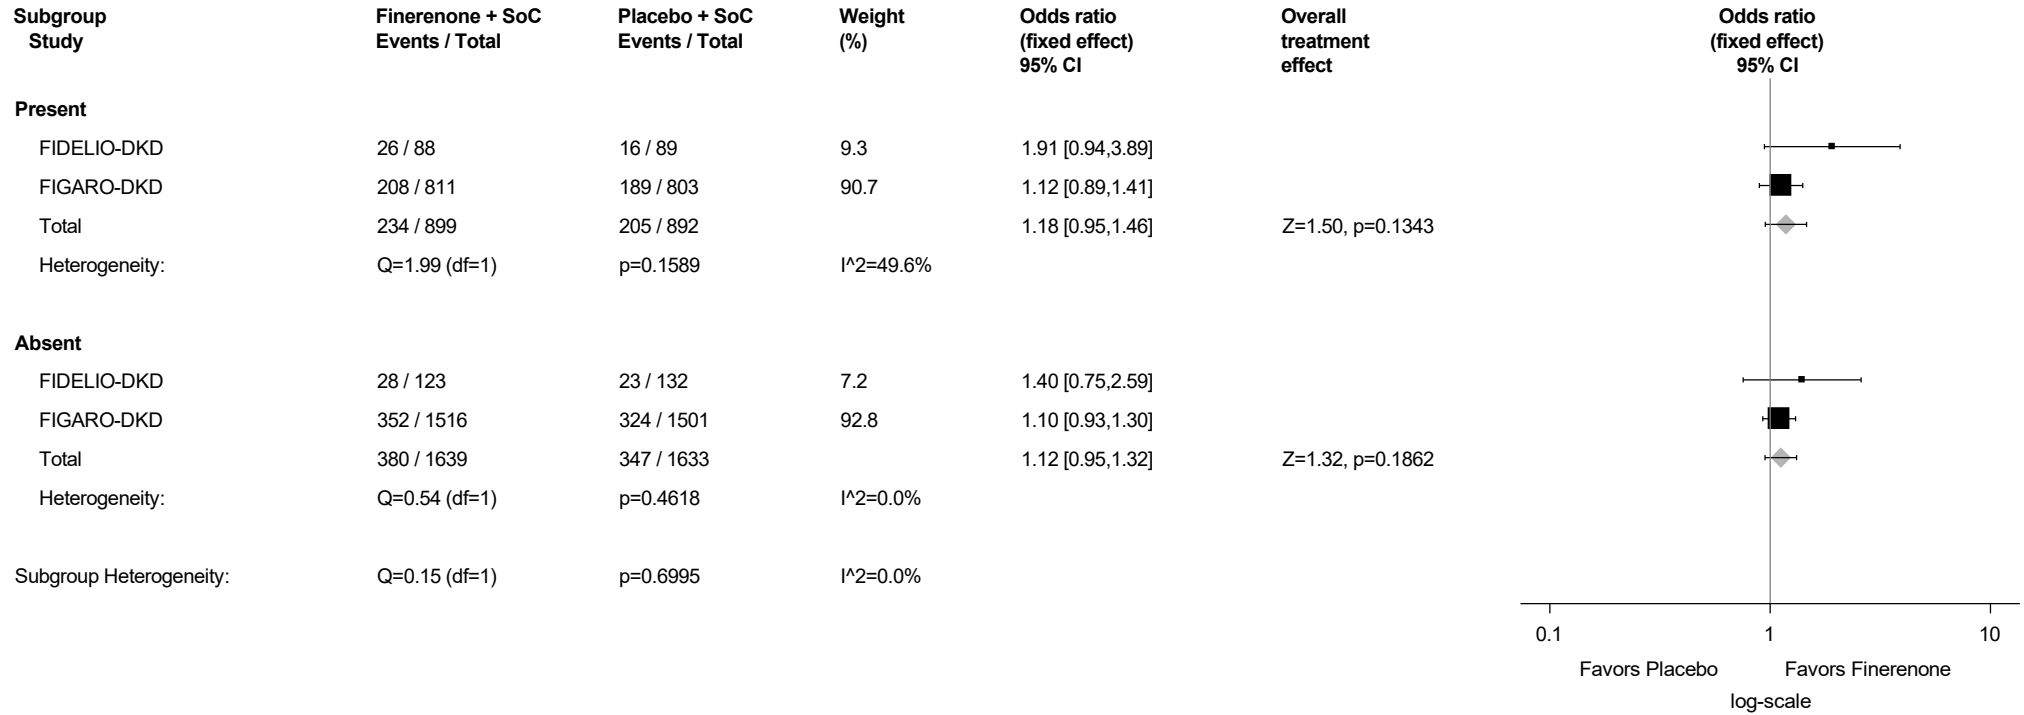 Subgroup Finerenone + SoC Placebo + SoC Weight Odds ratio Overall Odds ratio
Study Events / Total Events / Total (%) (fixed effect) treatment (fixed effect)
95% CI effect 95% CI
Present
FIDELIO-DKD 26 / 88 16 / 89 9.3 1.91 [0.94,3.89]
FIGARO-DKD 208 / 811 189 / 803 90.7 1.12 [0.89,1.41]
Total 234 / 899 205 / 892 1.18 [0.95,1.46] Z=1.50, p=0.1343
Heterogeneity: Q=1.99 (df=1) p=0.1589 I^2=49.6%
Absent
FIDELIO-DKD 28 / 123 23 / 132 7.2 1.40 [0.75,2.59]
FIGARO-DKD 352 / 1516 324 / 1501 92.8 1.10 [0.93,1.30]
Total 380 / 1639 347 / 1633 1.12 [0.95,1.32] Z=1.32, p=0.1862
Heterogeneity: Q=0.54 (df=1) p=0.4618 I^2=0.0%
Subgroup Heterogeneity: Q=0.15 (df=1) p=0.6995 I^2=0.0%
0.1 1 10
Favors Placebo Favors Finerenone
log-scale